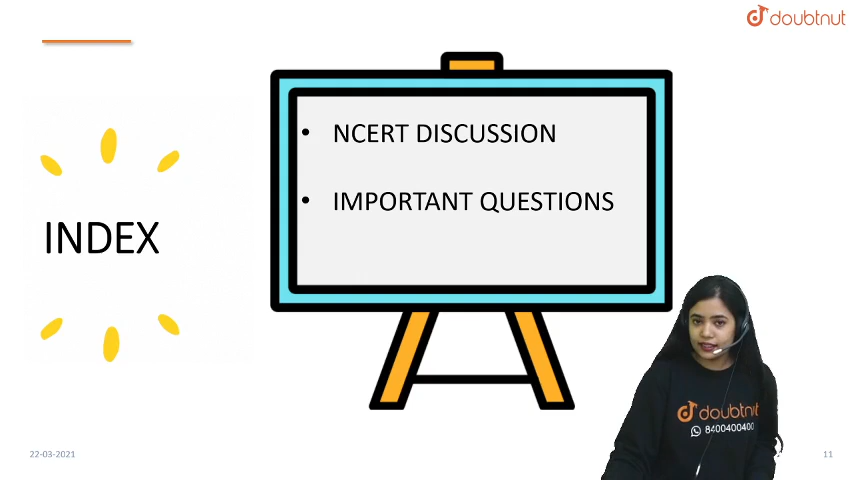 doubtnut
• NCERT DISCUSSION
• IMPORTANT QUESTIONS
INDEX
doubtnut
8400400400
22-03-2021
11